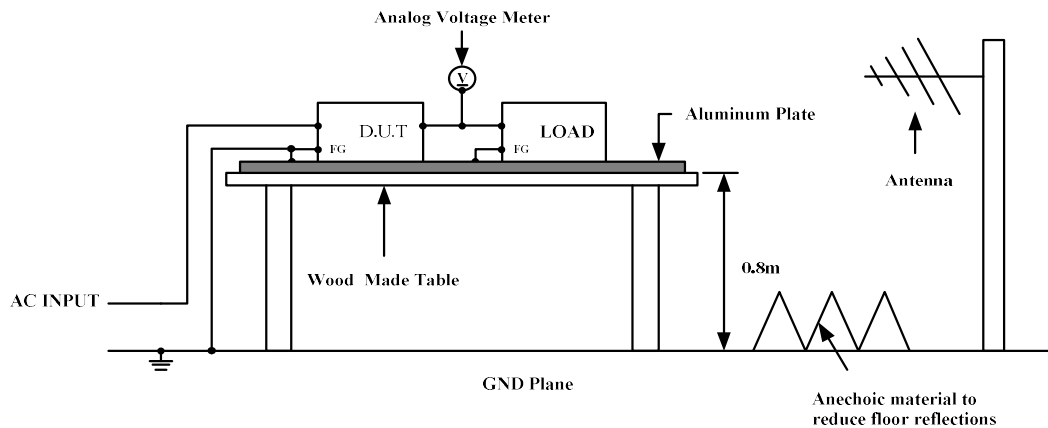 Analog Voltage Meter
V
D.U.T
LOAD
FG
FG
Aluminum Plate
Antenna
Wood Made Table
0.8m
AC INPUT
GND Plane
Anechoic material to
reduce floor reflections